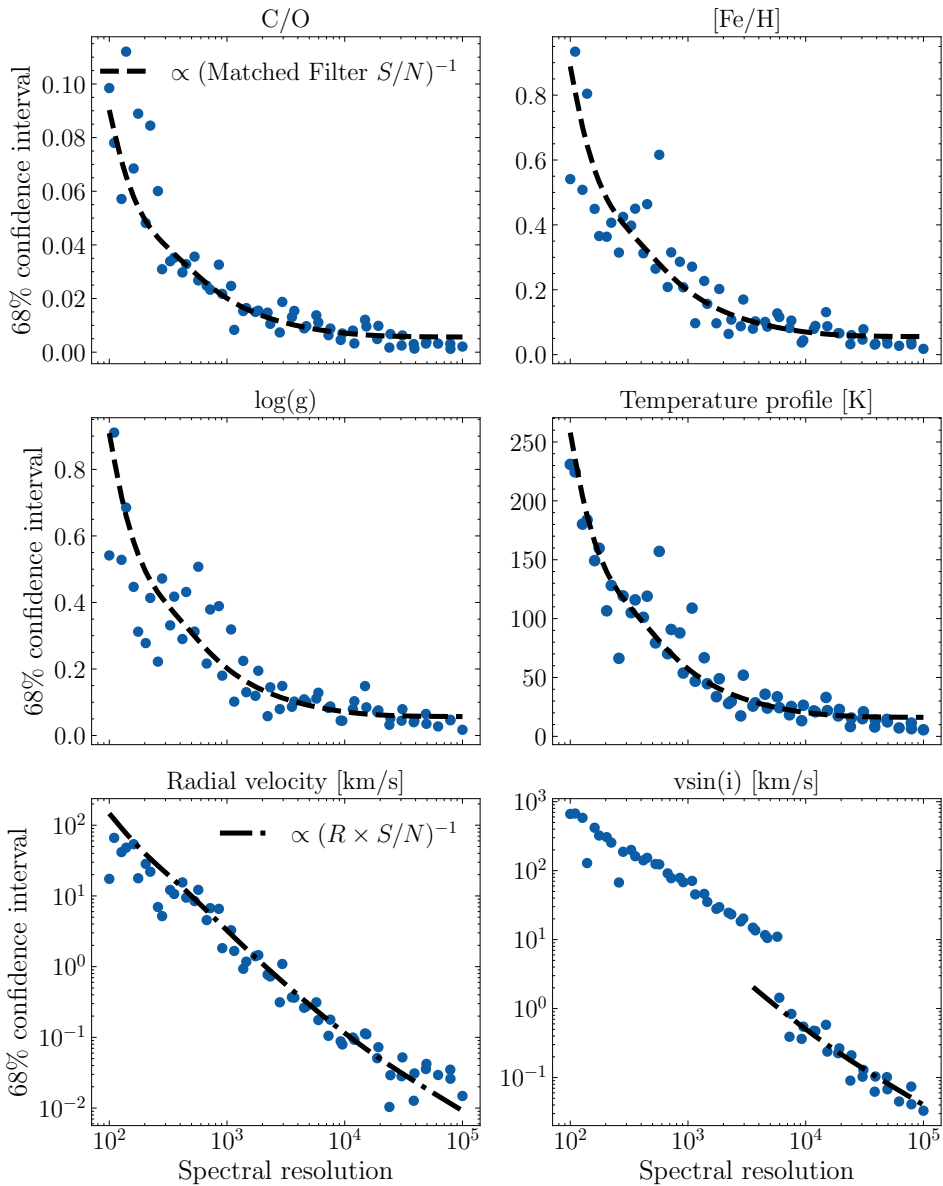 C/O
[Fe/H]
68% confidence interval
0.10
0.08
0.06
0.04
0.02
0.00
∝ (Matched Filter S/N)⁻¹
0.8
0.6
0.4
0.2
0.0
log(g)
Temperature profile [K]
68% confidence interval
0.8
0.6
0.4
0.2
0.0
250
200
150
100
50
0
Radial velocity [km/s]
vsin(i) [km/s]
68% confidence interval
10²
10¹
10⁰
10⁻¹
10⁻²
∝ (R × S/N)⁻¹
10³
10²
10¹
10⁰
10⁻¹
10² 10³ 10⁴ 10⁵
10² 10³ 10⁴ 10⁵
Spectral resolution
Spectral resolution